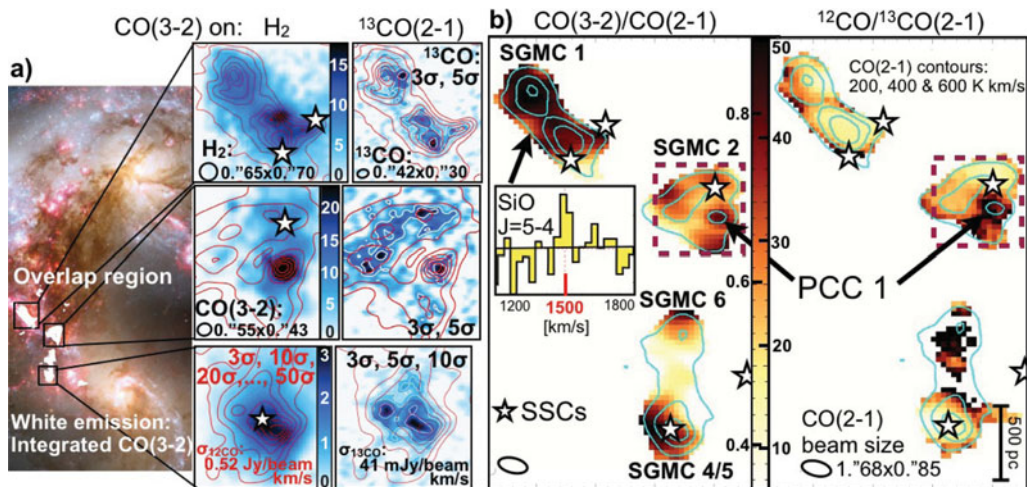 CO(3-2) on: H₂ ¹³CO(2-1)
a)
¹³CO:
3σ, 5σ
15
10
5
0
H₂:
0."65x0."70
¹³CO:
0."42x0."30
20
15
10
5
0
CO(3-2):
0."55x0."43
3σ, 5σ
3σ, 10σ,
20σ,..., 50σ
3
2
1
0
σ₁₂CO:
0.52 Jy/beam
km/s
3σ, 5σ, 10σ
σ₁₃CO:
41 mJy/beam
km/s
Overlap region
White emission:
Integrated CO(3-2)
b) CO(3-2)/CO(2-1) ¹²CO/¹³CO(2-1)
SGMC 1
SGMC 2
SiO
J=5-4
1200 1500 1800
[km/s]
SGMC 6
SSCs
SGMC 4/5
0.8
0.6
0.4
50
40
30
20
10
PCC 1
CO(2-1) contours:
200, 400 & 600 K km/s
CO(2-1)
beam size
1."68x0."85
500 pc